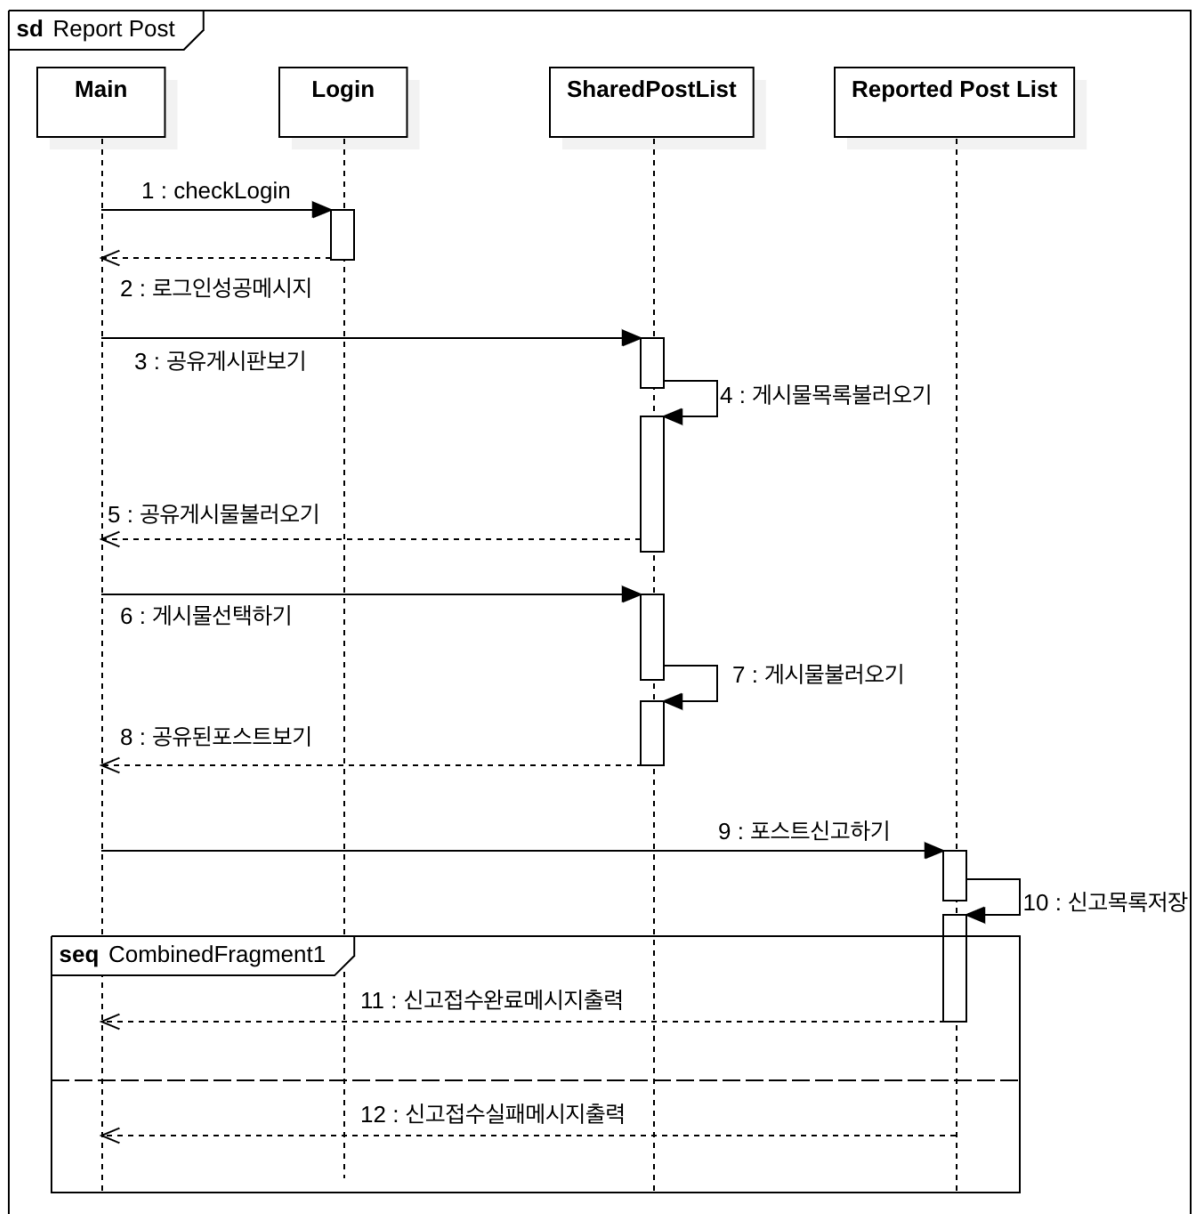 sd Report Post
Main
Login
SharedPostList
Reported Post List
1 : checkLogin
2 : 로그인성공메시지
3 : 공유게시판보기
4 : 게시물목록불러오기
5 : 공유게시물불러오기
6 : 게시물선택하기
7 : 게시물불러오기
8 : 공유된포스트보기
9 : 포스트신고하기
10 : 신고목록저장
seq CombinedFragment1
11 : 신고접수완료메시지출력
12 : 신고접수실패메시지출력